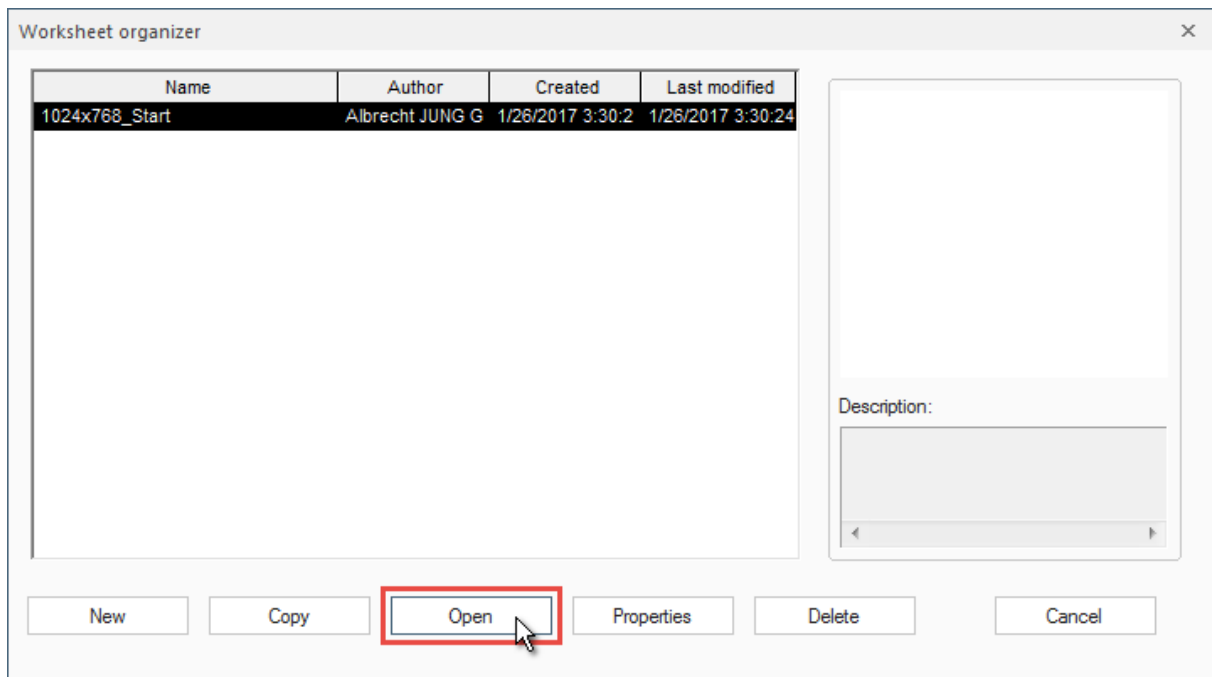 Worksheet organizer
Name Author Created Last modified
1024x768_Start Albrecht JUNG G 1/26/2017 3:30:2 1/26/2017 3:30:24
Description:
New Copy Open Properties Delete Cancel